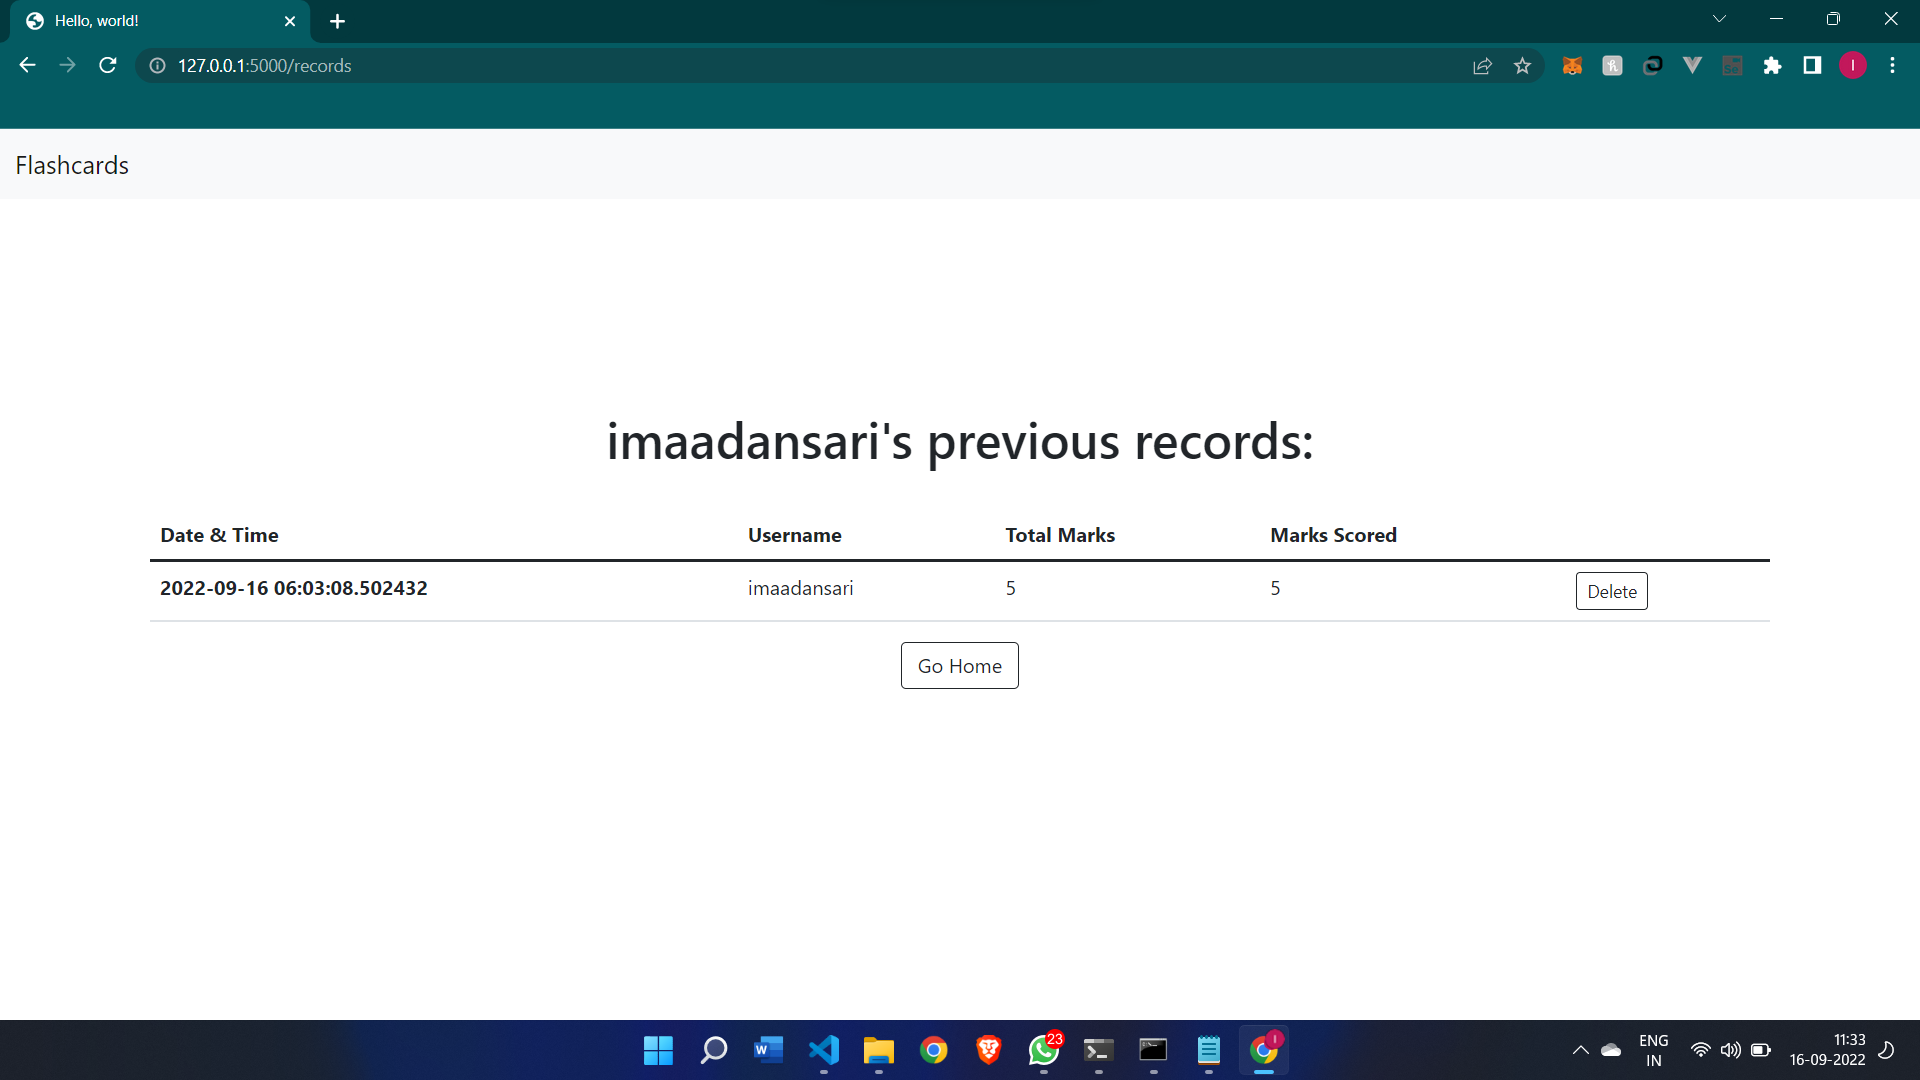 Hello, world!
127.0.0.1:5000/records
I
Flashcards
imaadansari's previous records:
Date & Time Username Total Marks Marks Scored
2022-09-16 06:03:08.502432 imaadansari 5 5 Delete
Go Home
23
I
ENG
IN
11:33
16-09-2022